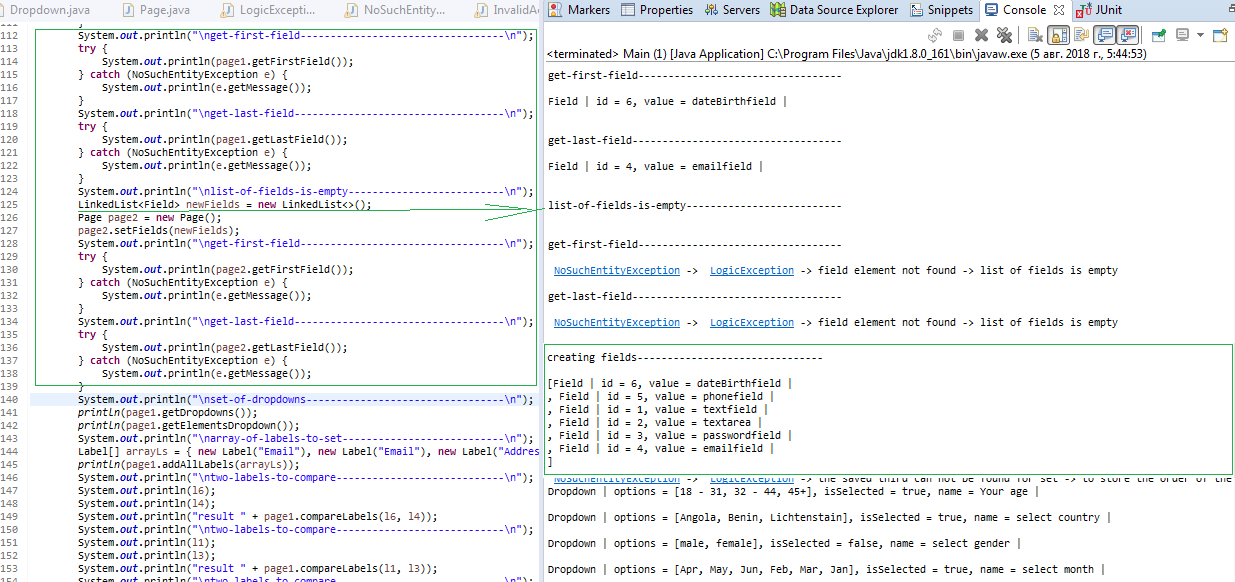 Dropdown.java
Page.java
LogicExcepti...
NoSuchEntity...
InvalidAc
Markers
Properties
Servers
Data Source Explorer
Snippets
Console
JUnit
<terminated> Main (1) [Java Application] C:\Program Files\Java\jdk1.8.0_161\bin\javaw.exe (5 авг. 2018 г., 5:44:53)
112 System.out.println("\nget-first-field----------------------------------\n");
113 try {
114 System.out.println(page1.getFirstField());
115 } catch (NoSuchEntityException e) {
116 System.out.println(e.getMessage());
117 }
118 System.out.println("\nget-last-field-----------------------------------\n");
119 try {
120 System.out.println(page1.getLastField());
121 } catch (NoSuchEntityException e) {
122 System.out.println(e.getMessage());
123 }
124 System.out.println("\nlist-of-fields-is-empty--------------------------\n");
125 LinkedList<Field> newFields = new LinkedList<>();
126 Page page2 = new Page();
127 page2.setFields(newFields);
128 System.out.println("\nget-first-field----------------------------------\n");
129 try {
130 System.out.println(page2.getFirstField());
131 } catch (NoSuchEntityException e) {
132 System.out.println(e.getMessage());
133 }
134 System.out.println("\nget-last-field-----------------------------------\n");
135 try {
136 System.out.println(page2.getLastField());
137 } catch (NoSuchEntityException e) {
138 System.out.println(e.getMessage());
139 }
140 System.out.println("\nset-of-dropdowns---------------------------------\n");
141 println(page1.getDropdowns());
142 println(page1.getElementsDropdown());
143 System.out.println("\narray-of-labels-to-set---------------------------\n");
144 Label[] arrayLs = { new Label("Email"), new Label("Email"), new Label("Addres
145 println(page1.addAllLabels(arrayLs));
146 System.out.println("\ntwo-labels-to-compare----------------------------\n");
147 System.out.println(l6);
148 System.out.println(l4);
149 System.out.println("result " + page1.compareLabels(l6, l4));
150 System.out.println("\ntwo-labels-to-compare----------------------------\n");
151 System.out.println(l1);
152 System.out.println(l3);
153 System.out.println("result " + page1.compareLabels(l1, l3));
154 System.out.println("\ntwo-labels-to-compare----------------------------\n");
get-first-field----------------------------------
Field | id = 6, value = dateBirthfield |
get-last-field-----------------------------------
Field | id = 4, value = emailfield |
list-of-fields-is-empty--------------------------
get-first-field----------------------------------
NoSuchEntityException -> LogicException -> field element not found -> list of fields is empty
get-last-field-----------------------------------
NoSuchEntityException -> LogicException -> field element not found -> list of fields is empty
creating fields-------------------------------
[Field | id = 6, value = dateBirthfield |
, Field | id = 5, value = phonefield |
, Field | id = 1, value = textfield |
, Field | id = 2, value = textarea |
, Field | id = 3, value = passwordfield |
, Field | id = 4, value = emailfield |
]
NoSuchEntityException -> LogicException -> the saved third can not be found for set -> to store the order of the
Dropdown | options = [18 - 31, 32 - 44, 45+], isSelected = true, name = Your age |
Dropdown | options = [Angola, Benin, Lichtenstain], isSelected = true, name = select country |
Dropdown | options = [male, female], isSelected = false, name = select gender |
Dropdown | options = [Apr, May, Jun, Feb, Mar, Jan], isSelected = true, name = select month |